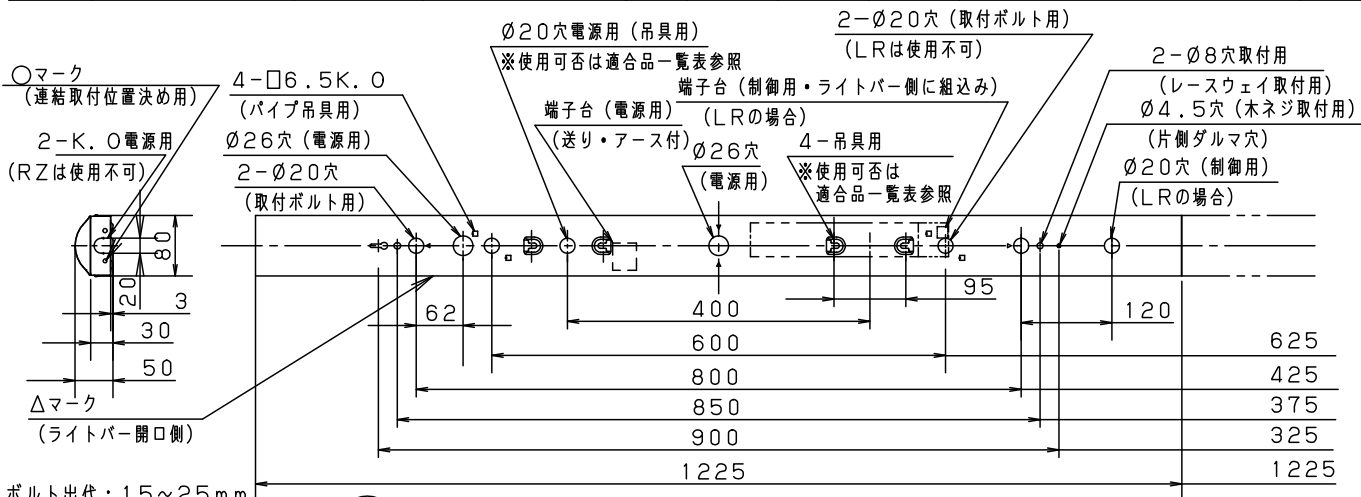 ○マーク
(連結取付位置決め用)
2-K.0電源用
(RZは使用不可)
4-□6.5K.0
(パイプ吊具用)
Ø26穴(電源用)
2-Ø20穴
(取付ボルト用)
Ø20穴電源用(吊具用)
※使用可否は適合品一覧表参照
端子台(電源用)
(送り・アース付)
2-Ø20穴(取付ボルト用)
(LRは使用不可)
端子台(制御用・ライトバー側に組込み)
(LRの場合)
Ø26穴
(電源用)
4-吊具用
※使用可否は
適合品一覧表参照
2-Ø8穴取付用
(レースウェイ取付用)
Ø4.5穴(木ネジ取付用)
(片側ダルマ穴)
Ø20穴(制御用)
(LRの場合)
20
80
3
30
50
62
400
95
120
600
625
800
425
850
375
900
325
1225
1225
△マーク
(ライトバー開口側)
ボルト出代:15~25mm